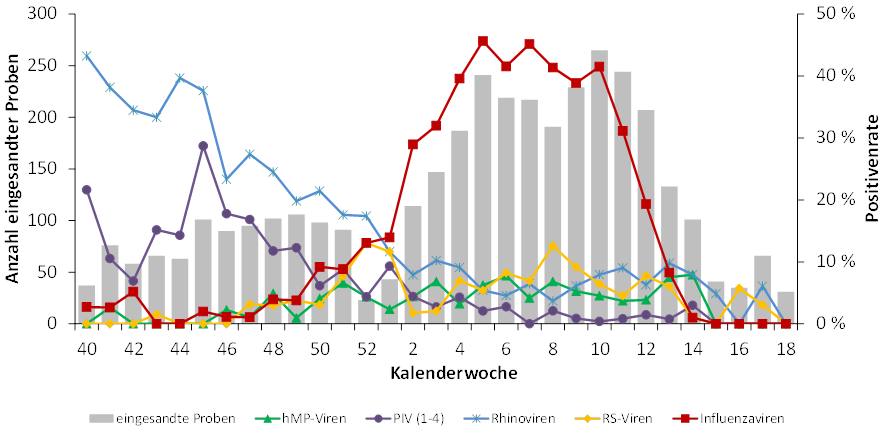 300
250
200
150
100
50
0
Anzahl eingesandter Proben
50 %
40 %
30 %
20 %
10 %
0 %
Positivenrate
40 42 44 46 48 50 52 2 4 6 8 10 12 14 16 18
Kalenderwoche
eingesandte Proben hMP-Viren PIV (1-4) Rhinoviren RS-Viren Influenzaviren